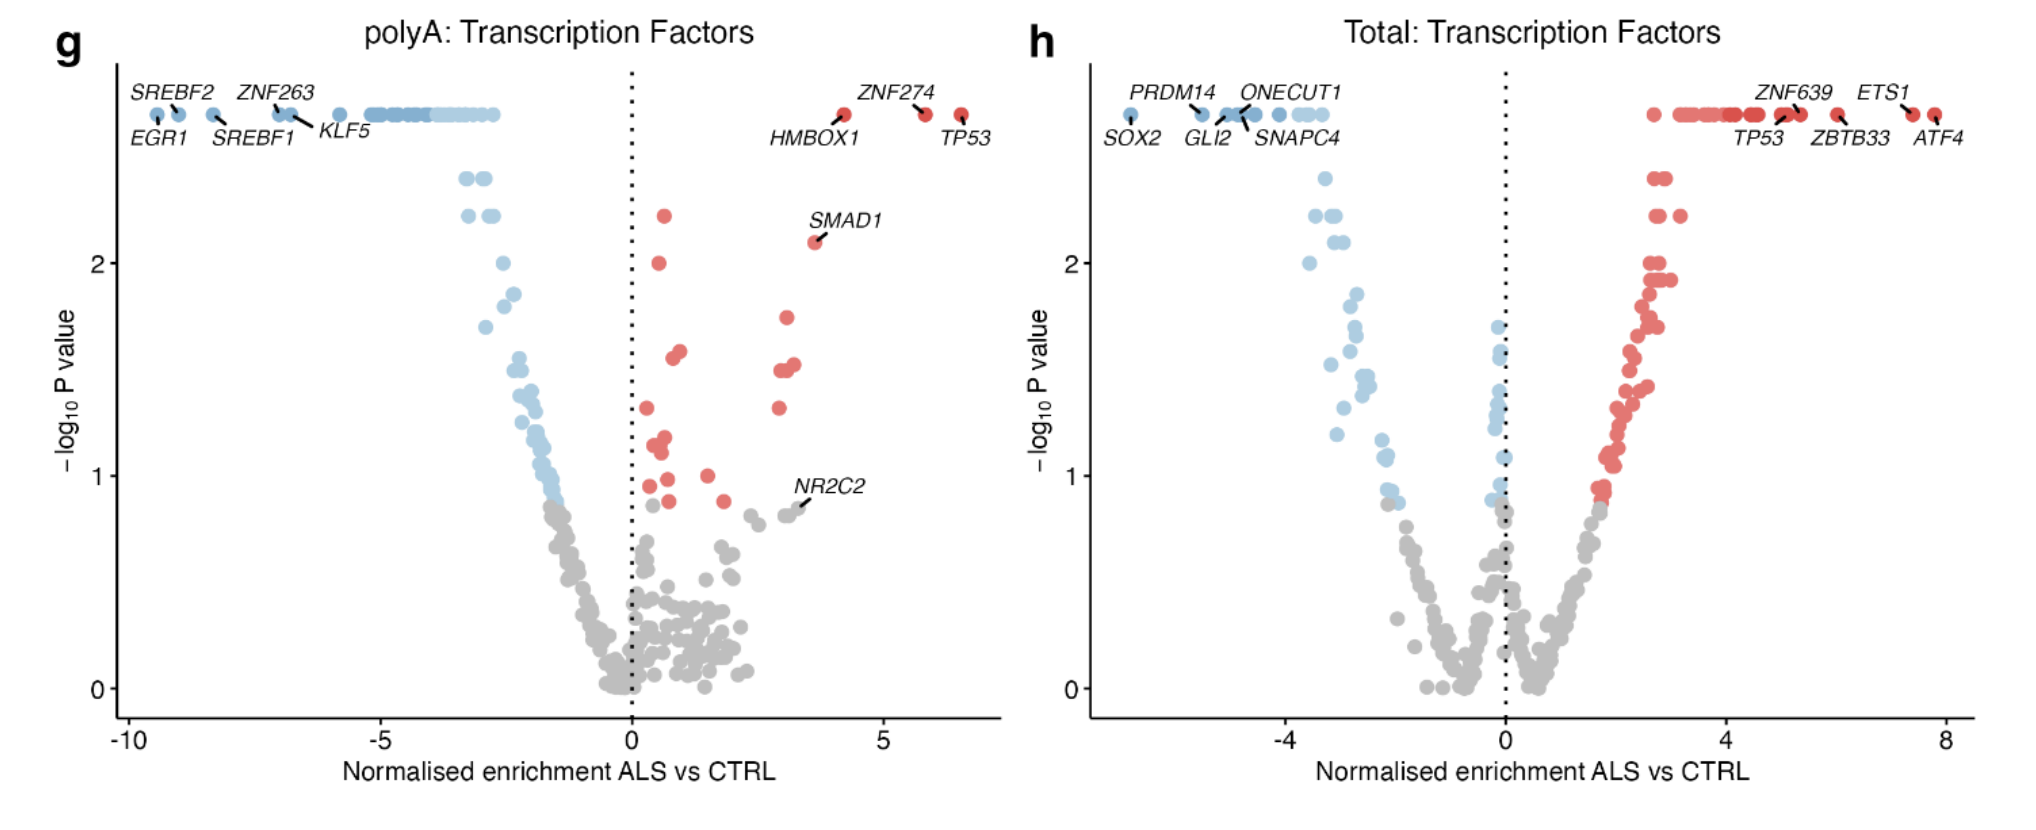 g
polyA: Transcription Factors
SREBF2
ZNF263
ZNF274
EGR1
SREBF1
KLF5
HMBOX1
TP53
SMAD1
NR2C2
2
1
0
−log10 P value
-10
-5
0
5
Normalised enrichment ALS vs CTRL
h
Total: Transcription Factors
PRDM14
ONECUT1
ZNF639
ETS1
SOX2
GLI2
SNAPC4
TP53
ZBTB33
ATF4
2
1
0
−log10 P value
-4
0
4
8
Normalised enrichment ALS vs CTRL